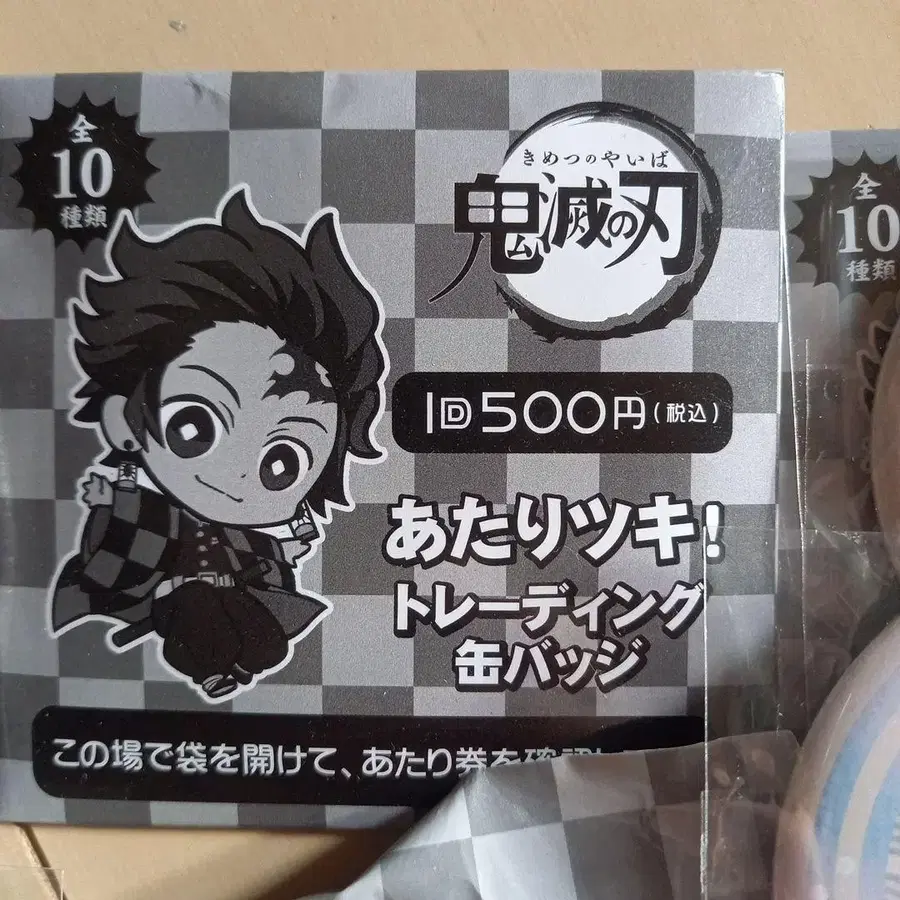 全
10
種類
きめつのやいば
鬼滅の刃
1回500円(税込)
あたりツキ!
トレーディング
缶バッジ
この場で袋を開けて、あたり券を確認し
全
10
種類